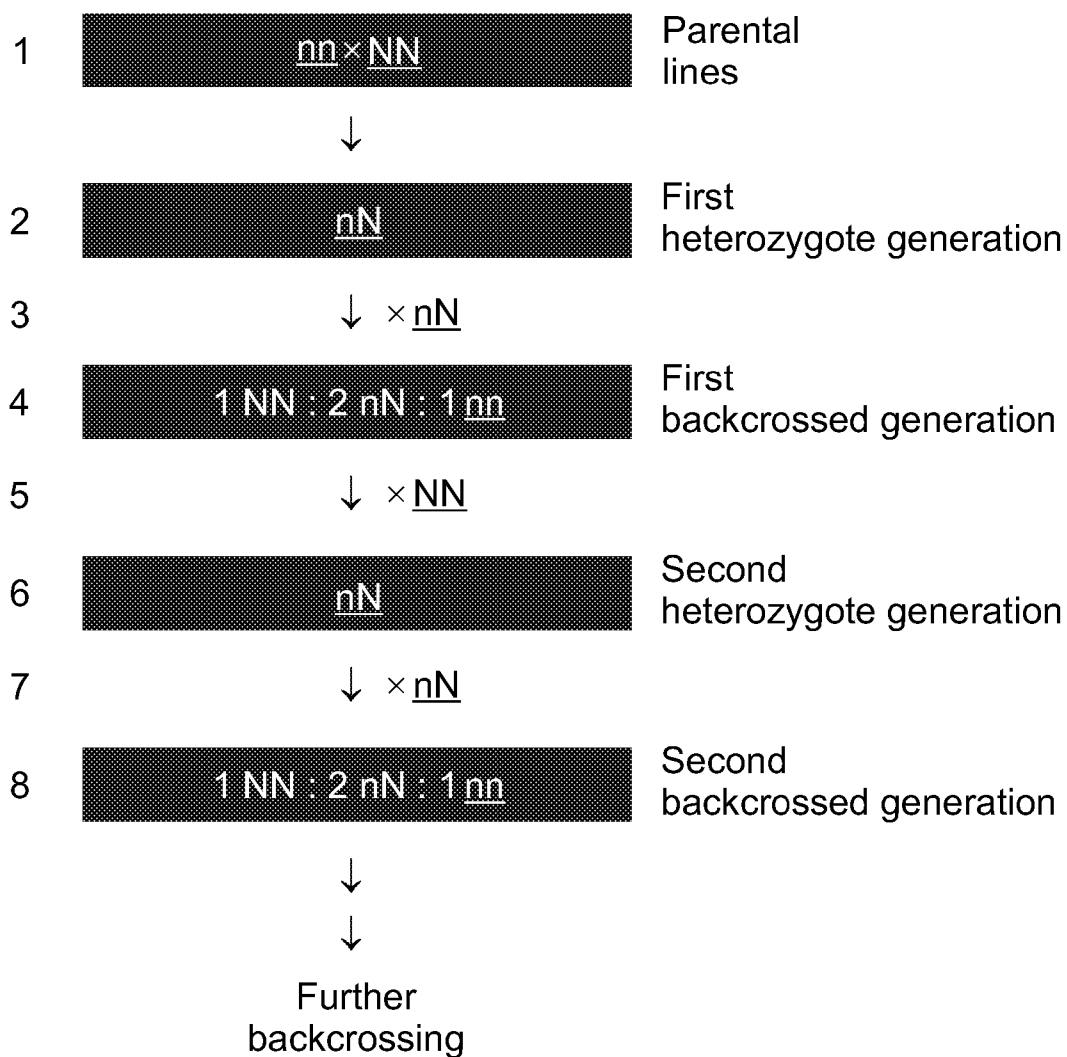 1 nn × NN Parental lines
↓
2 nN First heterozygote generation
3 ↓ × nN
4 1 NN : 2 nN : 1 nn First backcrossed generation
5 ↓ × NN
6 nN Second heterozygote generation
7 ↓ × nN
8 1 NN : 2 nN : 1 nn Second backcrossed generation
↓
↓
Further
backcrossing